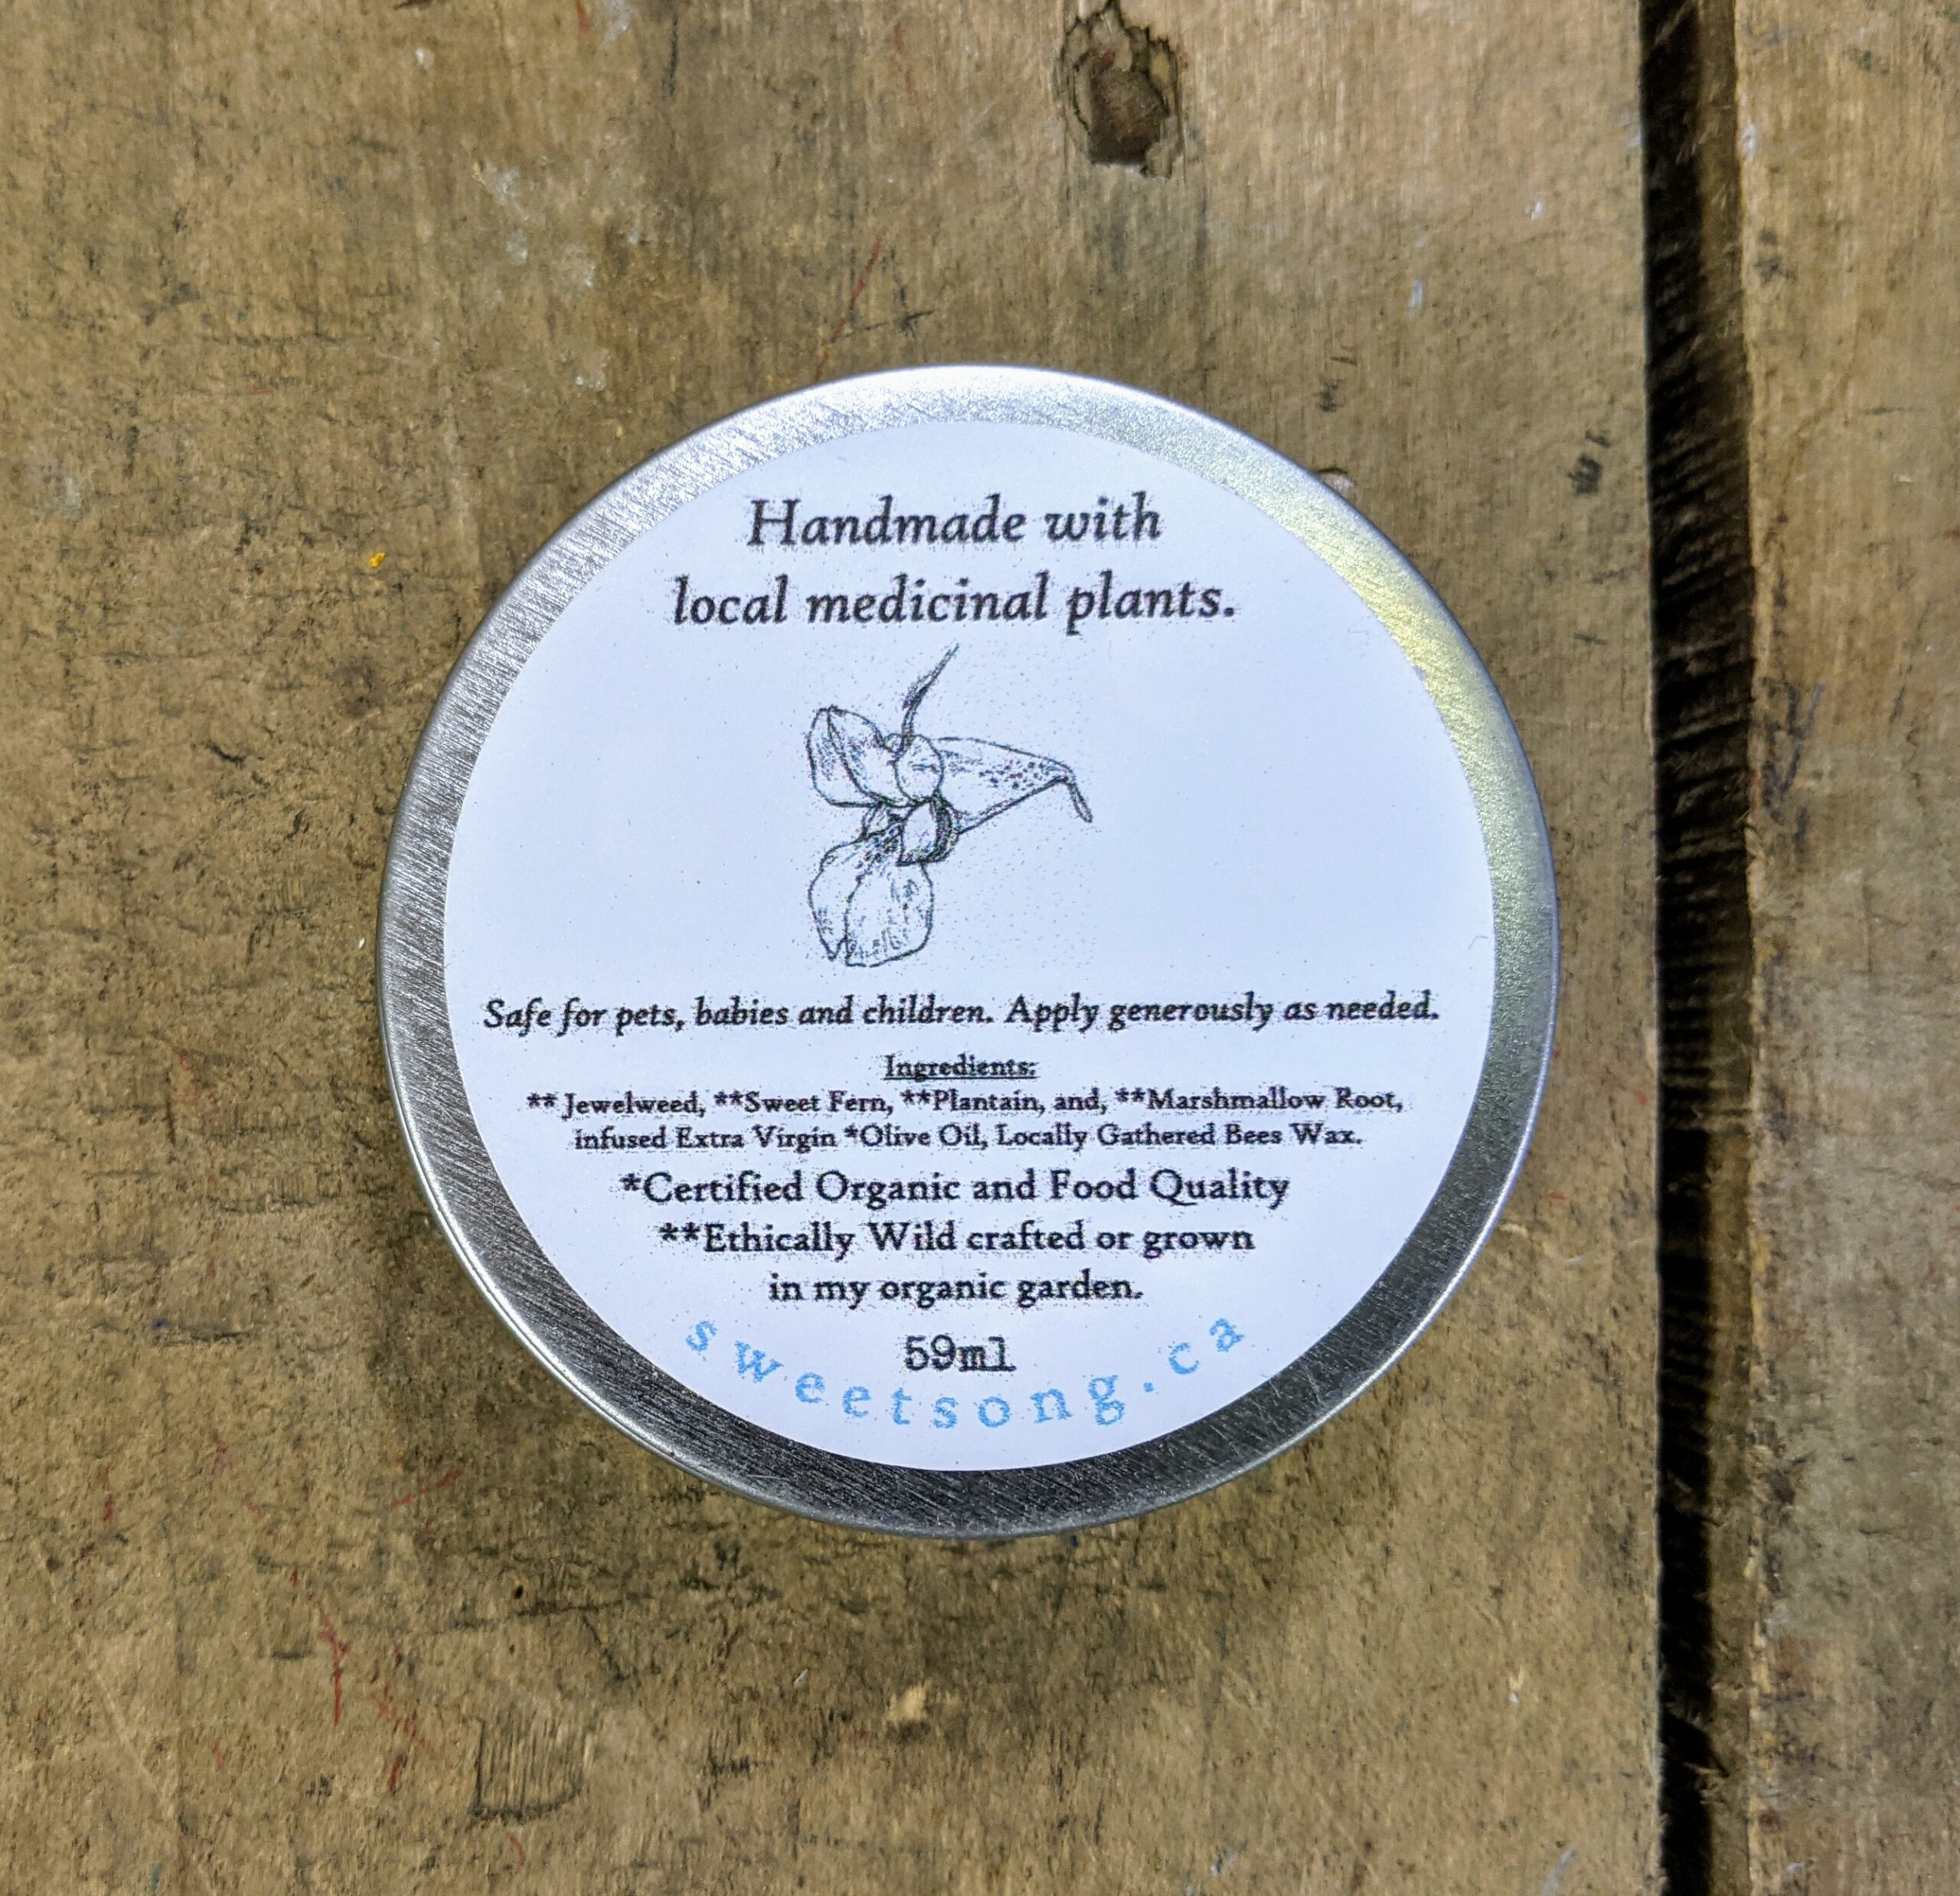 Handmade with
local medicinal plants.
Safe for pets, babies and children. Apply generously as needed.
Ingredients:
** Jewelweed, **Sweet Fern, **Plantain, and, **Marshmallow Root,
infused Extra Virgin *Olive Oil, Locally Gathered Bees Wax.
*Certified Organic and Food Quality
**Ethically Wild crafted or grown
in my organic garden.
59ml
sweetsong.ca